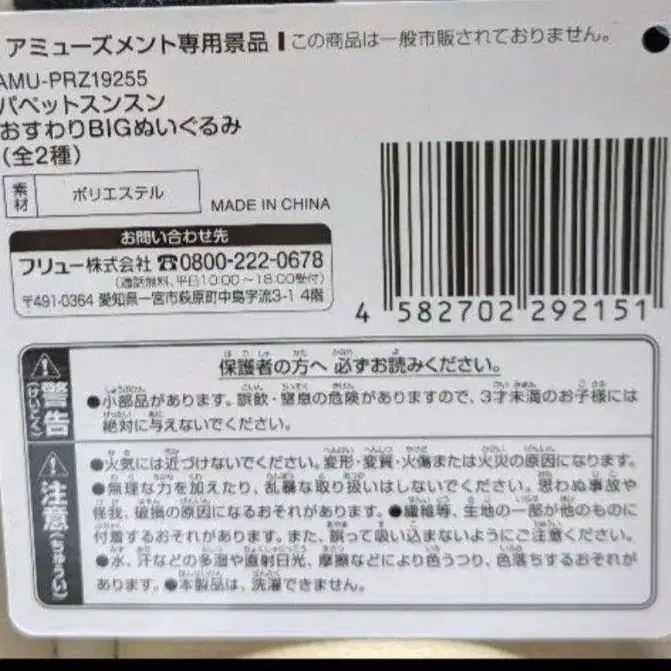 アミューズメント専用景品 ┃この商品は一般市販されておりません。
AMU-PRZ19255
パペットスンスン
おすわりBIGぬいぐるみ
(全2種)
素材 ポリエステル
MADE IN CHINA
お問い合わせ先
フリュー株式会社 ☎0800-222-0678
(通話無料、平日10:00~18:00受付)
〒491-0364 愛知県一宮市萩原町中島字流3-1 4階
4 582702 292151
⚠警告(けいこく)
保護者の方へ 必ずお読みください。
●小部品があります。誤飲・窒息の危険がありますので、3才未満のお子様には
絶対に与えないでください。
⚠注意(ちゅうい)
●火気には近づけないでください。変形・変質・火傷または火災の原因になります。
●無理な力を加えたり、乱暴な取り扱いはしないでください。思わぬ事故や
怪我、破損の原因になるおそれがあります。●繊維等、生地の一部が他のものに
付着するおそれがあります。また、誤って吸い込まないようにご注意ください。
●水、汗などの多湿や直射日光、摩擦などにより色うつり、色落ちするおそれが
あります。●本製品は、洗濯できません。